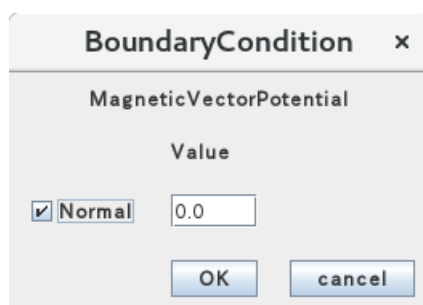 BoundaryCondition ×
MagneticVectorPotential
Value
Normal 0.0
OK cancel